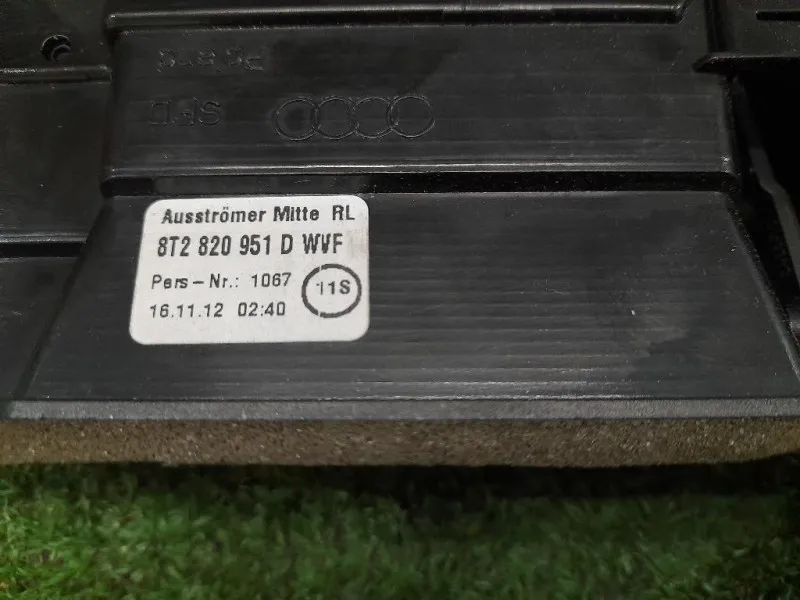 Ausströmer Mitte RL
8T2 820 951 D WVF
Pers-Nr.: 1067
11S
16.11.12 02:40